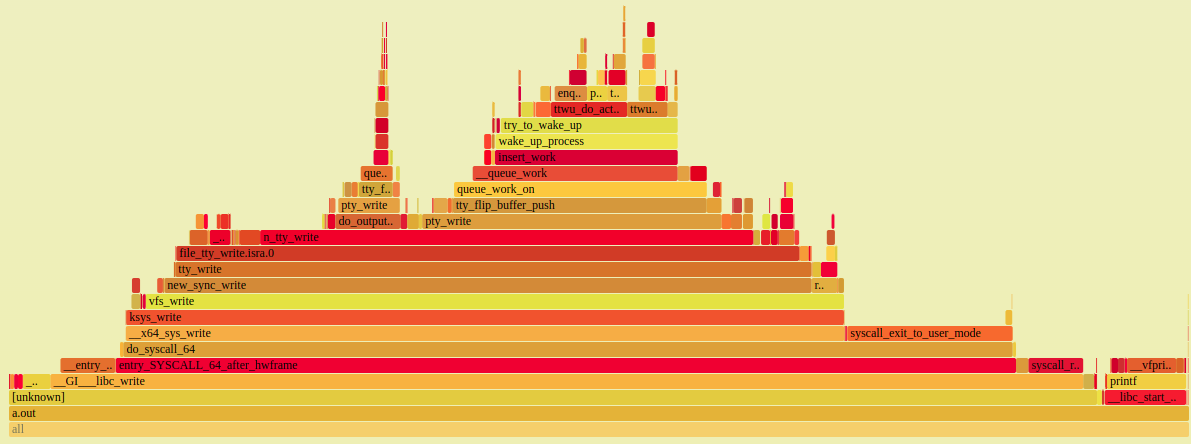 enq.. p.. t..
ttwu_do_act.. ttwu..
try_to_wake_up
wake_up_process
insert_work
que.. __queue_work
tty_f.. queue_work_on
pty_write tty_flip_buffer_push
do_output.. pty_write
_.. n_tty_write
file_tty_write.isra.0
tty_write
new_sync_write r..
vfs_write
ksys_write
__x64_sys_write syscall_exit_to_user_mode
do_syscall_64
__entry_.. entry_SYSCALL_64_after_hwframe syscall_r.. __vfpri..
_.. __GI___libc_write printf
[unknown] __libc_start_..
a.out
all